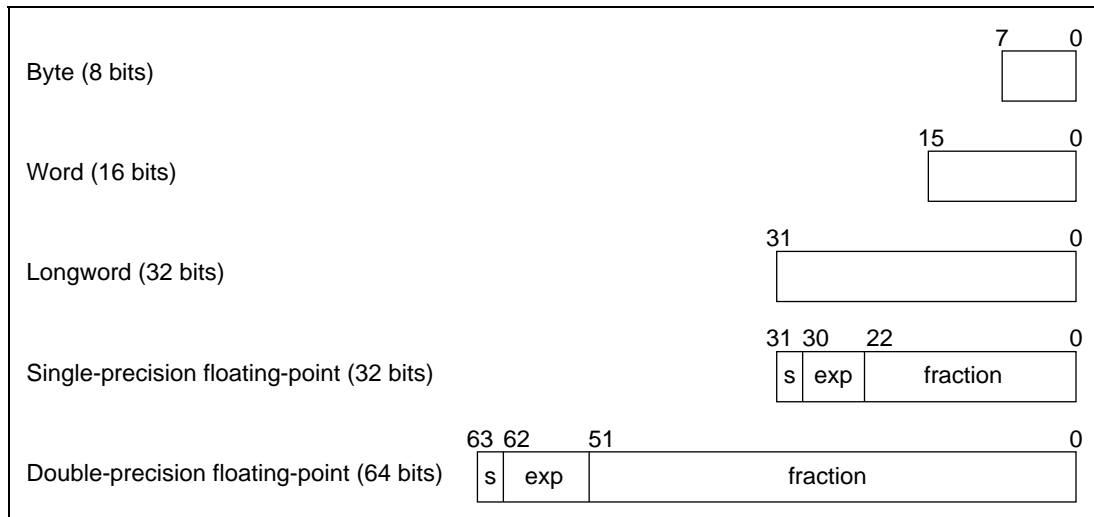 7 0
Byte (8 bits)
15 0
Word (16 bits)
31 0
Longword (32 bits)
31 30 22 0
Single-precision floating-point (32 bits) s exp fraction
63 62 51 0
Double-precision floating-point (64 bits) s exp fraction